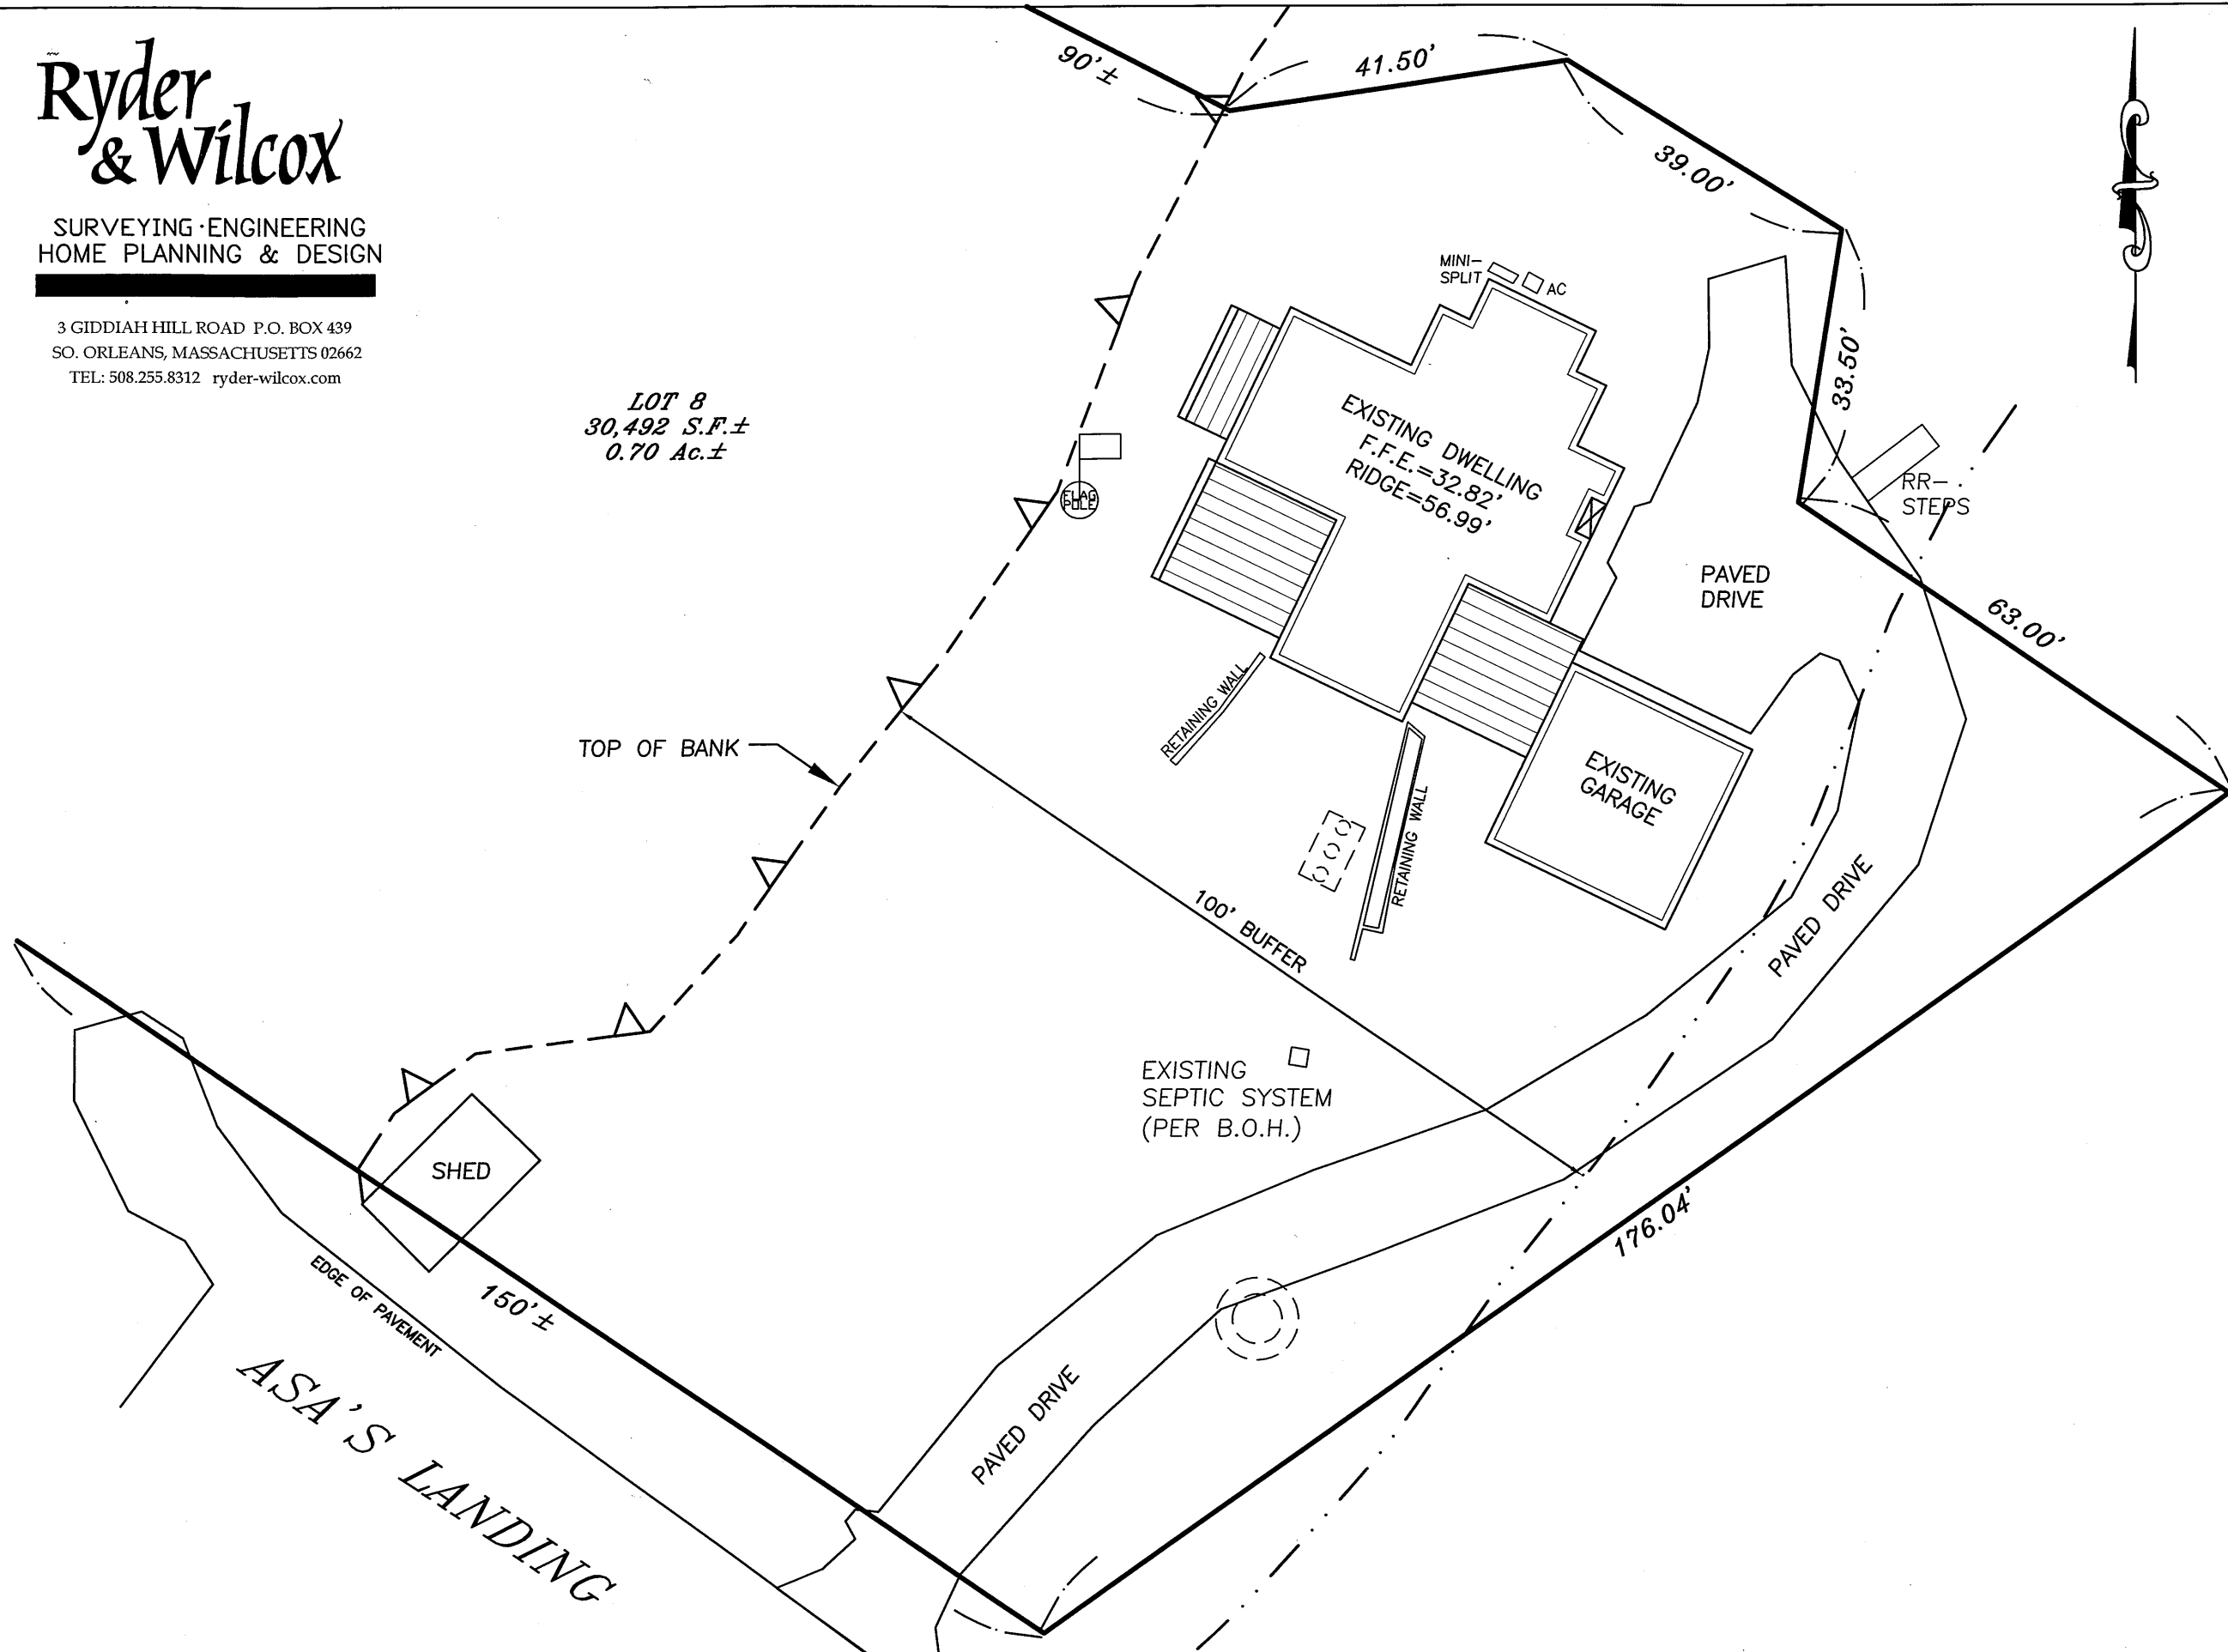 Ryder
& Wilcox
SURVEYING·ENGINEERING
HOME PLANNING & DESIGN
3 GIDDIAH HILL ROAD P.O. BOX 439
SO. ORLEANS, MASSACHUSETTS 02662
TEL: 508.255.8312 ryder-wilcox.com
90'±
41.50'
39.00'
33.50'
63.00'
MINI-
SPLIT
AC
LOT 8
30,492 S.F.±
0.70 Ac.±
FLAG
POLE
EXISTING DWELLING
F.F.E.=32.82'
RIDGE=56.99'
RR-
STEPS
PAVED
DRIVE
RETAINING WALL
TOP OF BANK
EXISTING
GARAGE
RETAINING WALL
100' BUFFER
PAVED DRIVE
EXISTING
SEPTIC SYSTEM
(PER B.O.H.)
SHED
176.04'
EDGE OF PAVEMENT
150'±
PAVED DRIVE
ASA'S LANDING